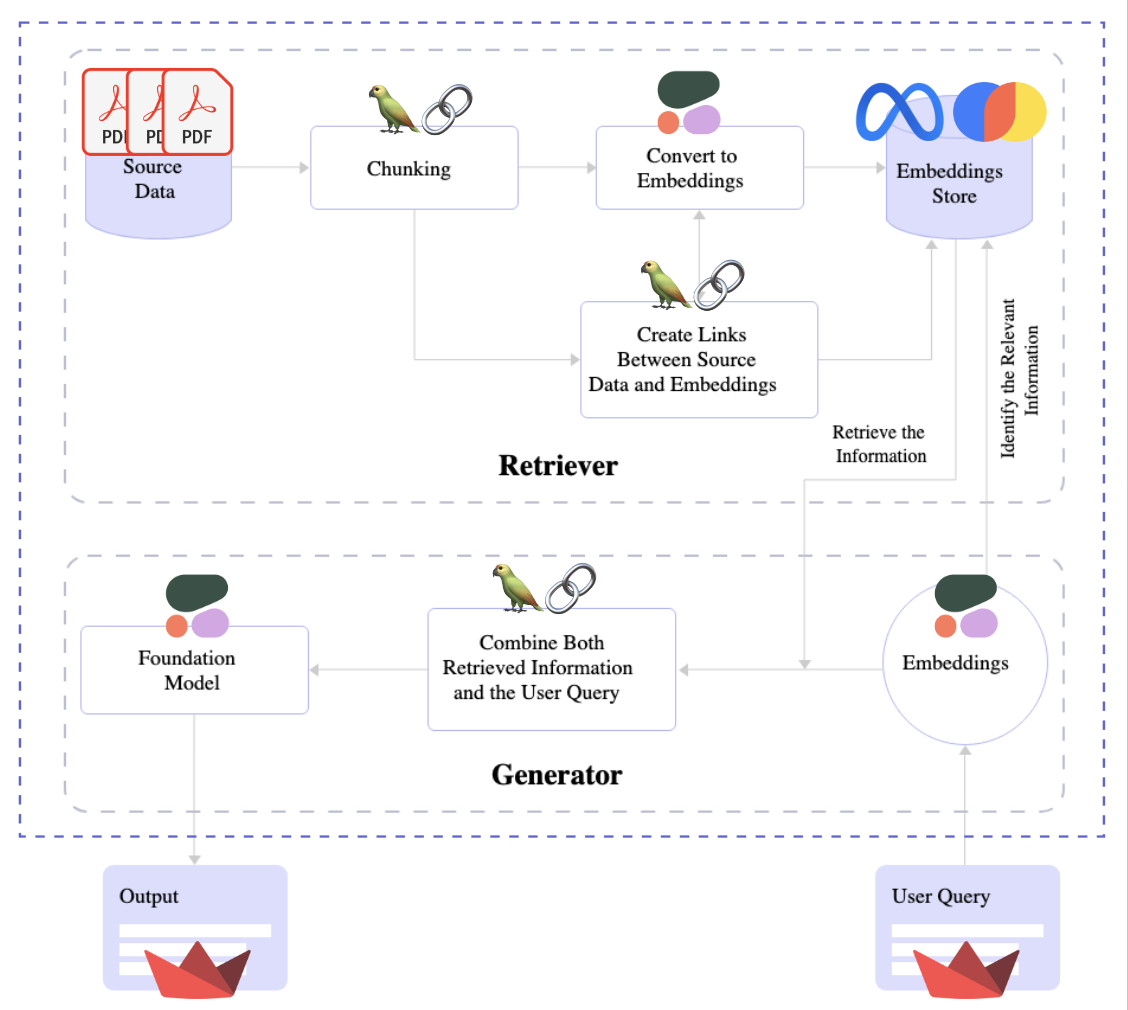 PDF
PDF
PDF
Source
Data
Chunking
Convert to
Embeddings
Embeddings
Store
Create Links
Between Source
Data and Embeddings
Retrieve the
Information
Identify the Relevant
Information
Retriever
Foundation
Model
Combine Both
Retrieved Information
and the User Query
Embeddings
Generator
Output
User Query